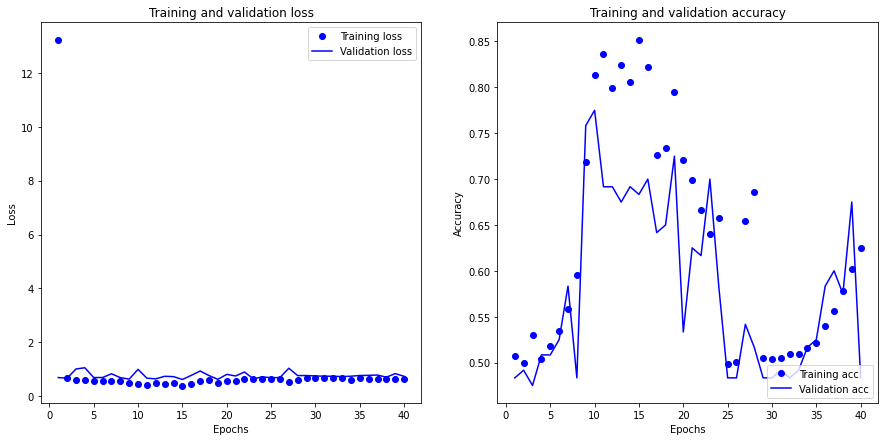 Training and validation loss
Training loss
Validation loss
12
10
8
6
4
2
0
Loss
0 5 10 15 20 25 30 35 40
Epochs
Training and validation accuracy
0.85
0.80
0.75
0.70
0.65
0.60
0.55
0.50
Accuracy
Training acc
Validation acc
0 5 10 15 20 25 30 35 40
Epochs